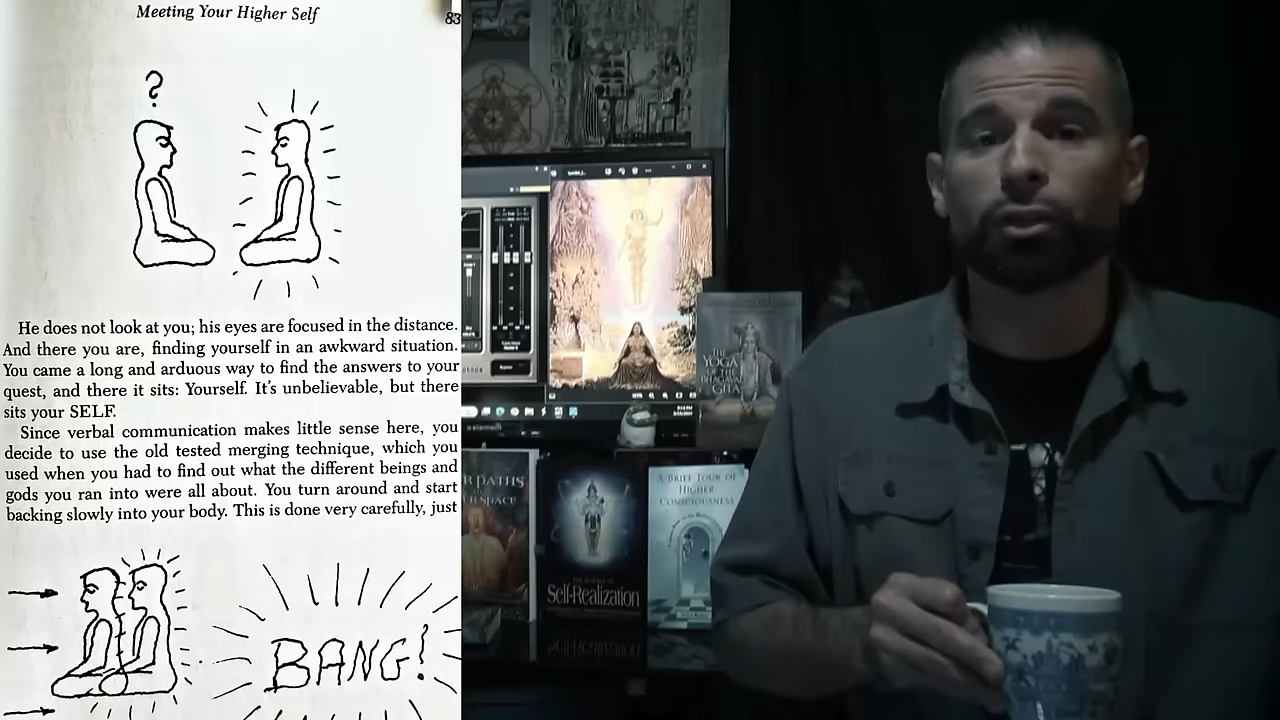 Meeting Your Higher Self
83
?
He does not look at you; his eyes are focused in the distance.
And there you are, finding yourself in an awkward situation.
You came a long and arduous way to find the answers to your
quest, and there it sits: Yourself. It's unbelievable, but there
sits your SELF.
Since verbal communication makes little sense here, you
decide to use the old tested merging technique, which you
used when you had to find out what the different beings and
gods you ran into were all about. You turn around and start
backing slowly into your body. This is done very carefully, just
BANG!
THE
YOGA
OF THE
BHAGAVAD
GITA
PATHS
SPACE
Self-Realization
A BRIEF TOUR OF
HIGHER
CONSCIOUSNESS